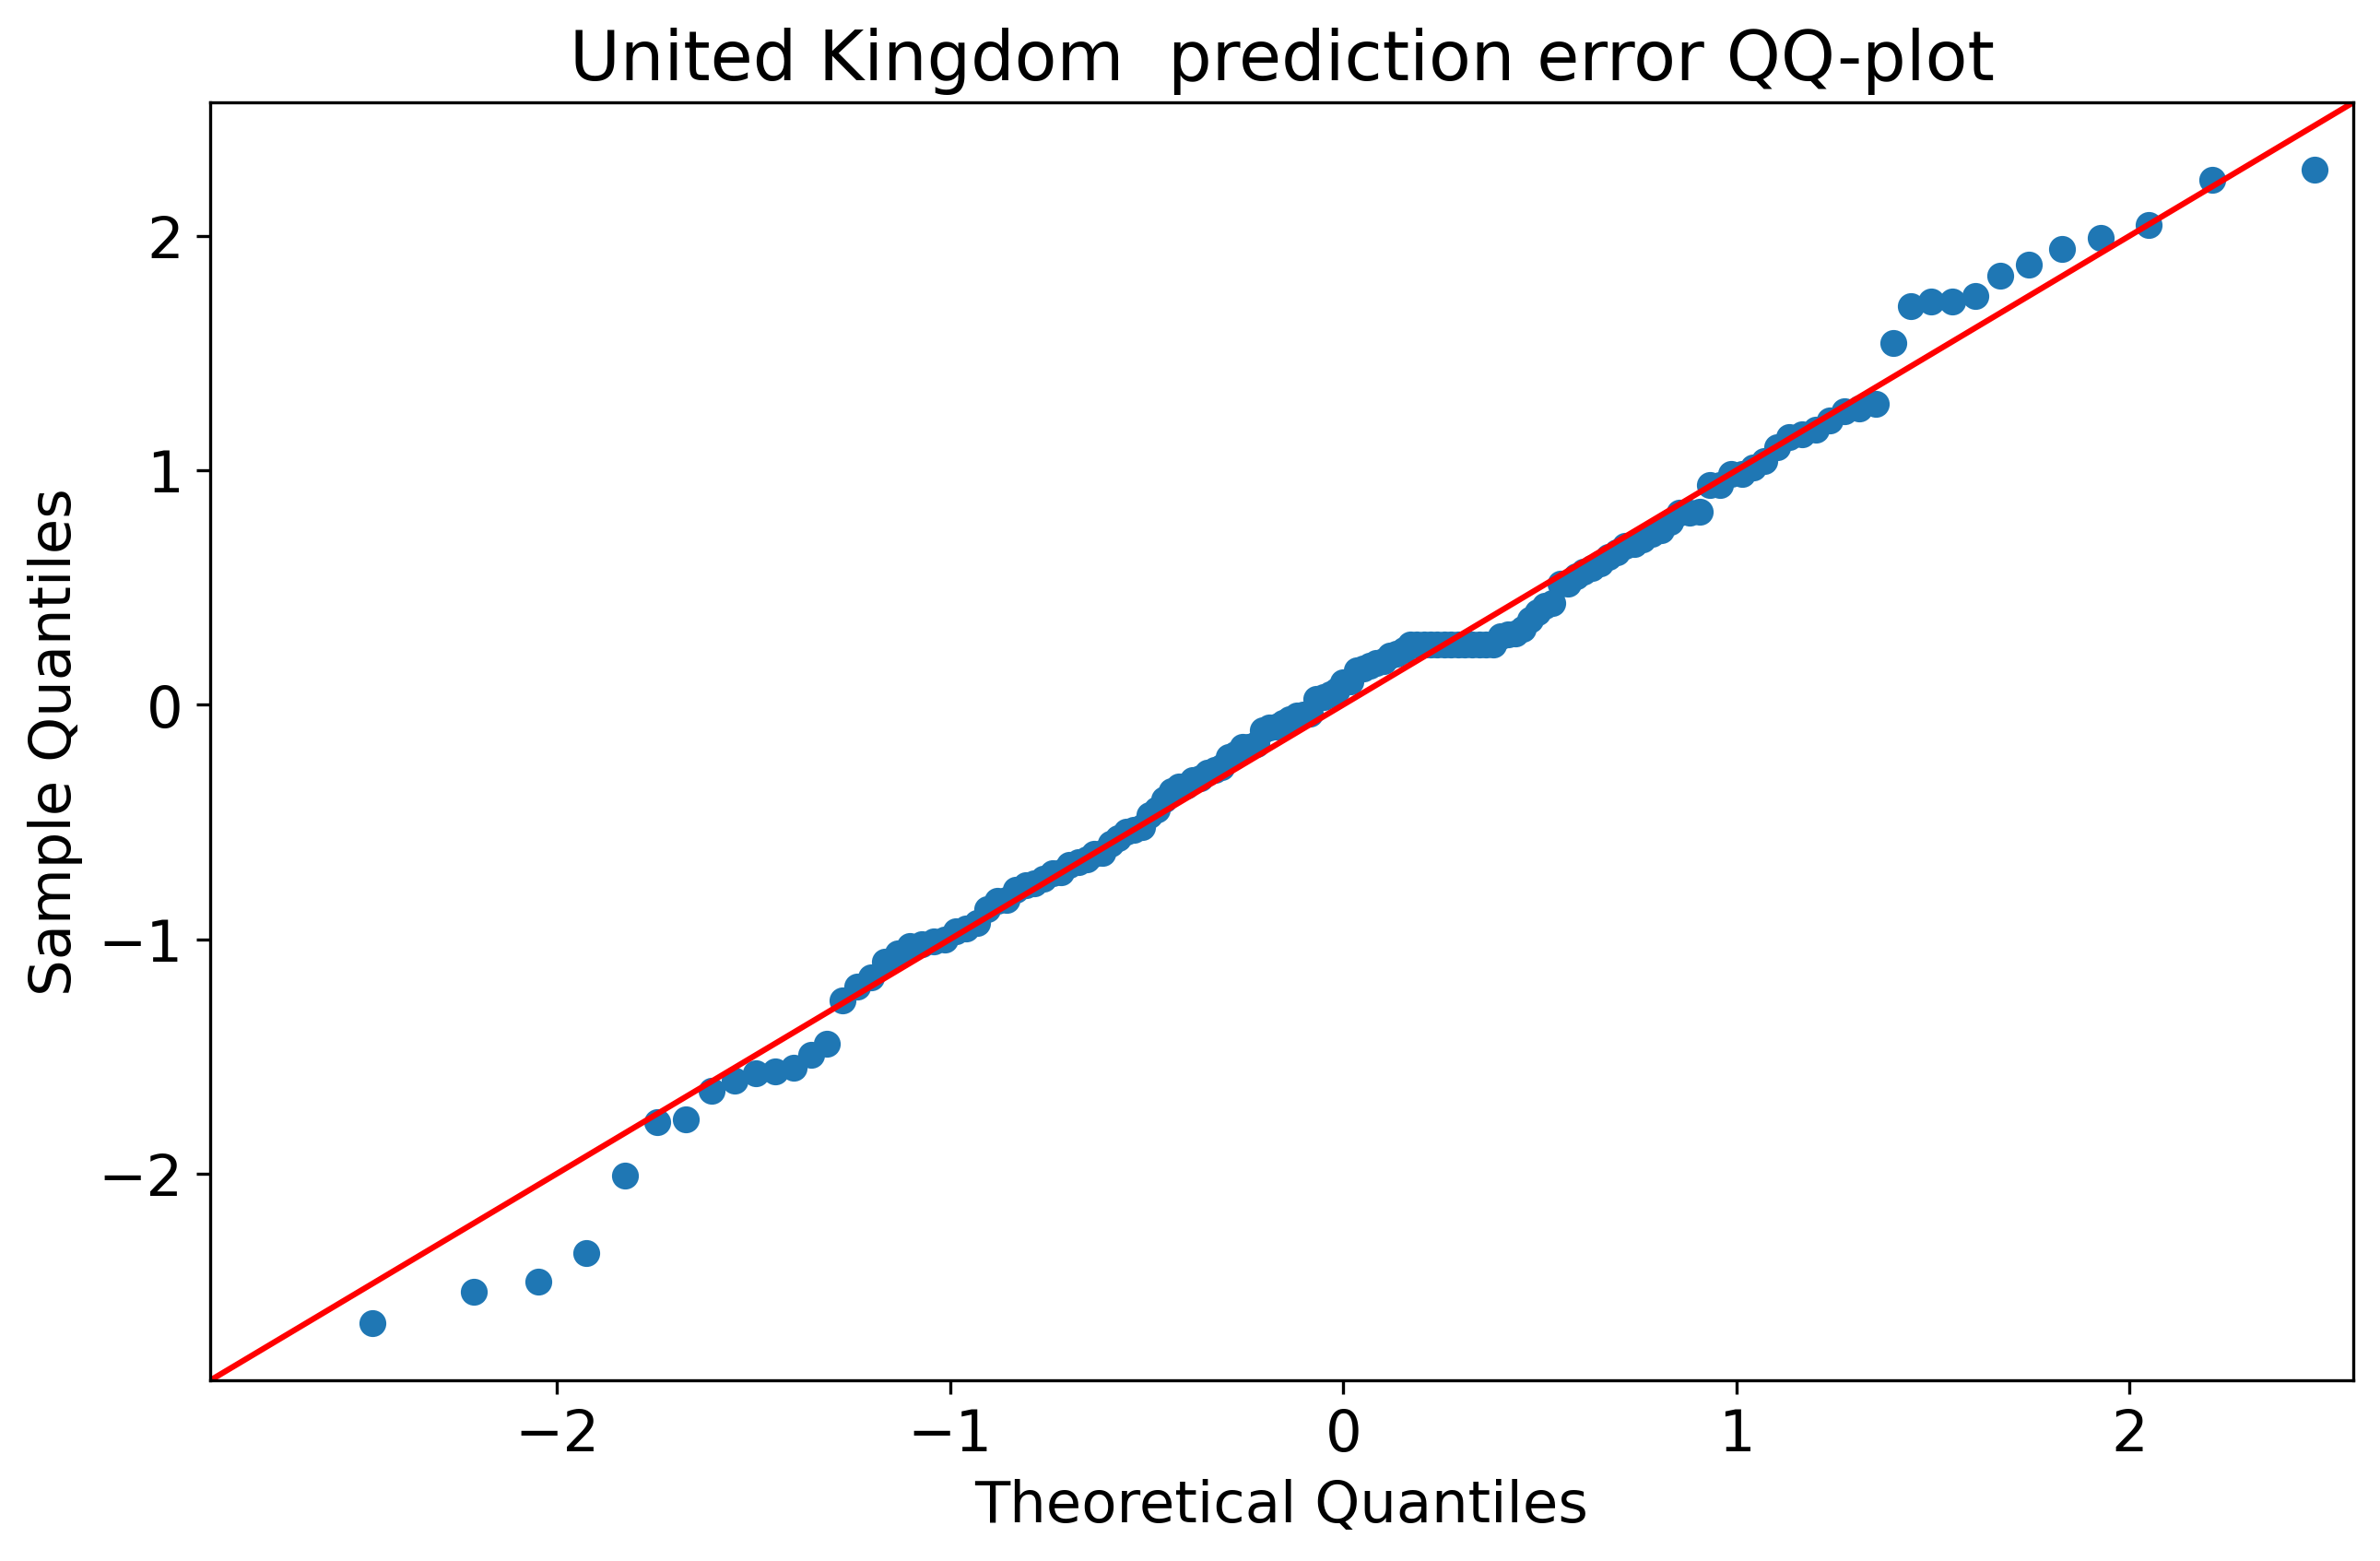 United Kingdom  prediction error QQ-plot
Sample Quantiles
2
1
0
−1
−2
−2 −1 0 1 2
Theoretical Quantiles